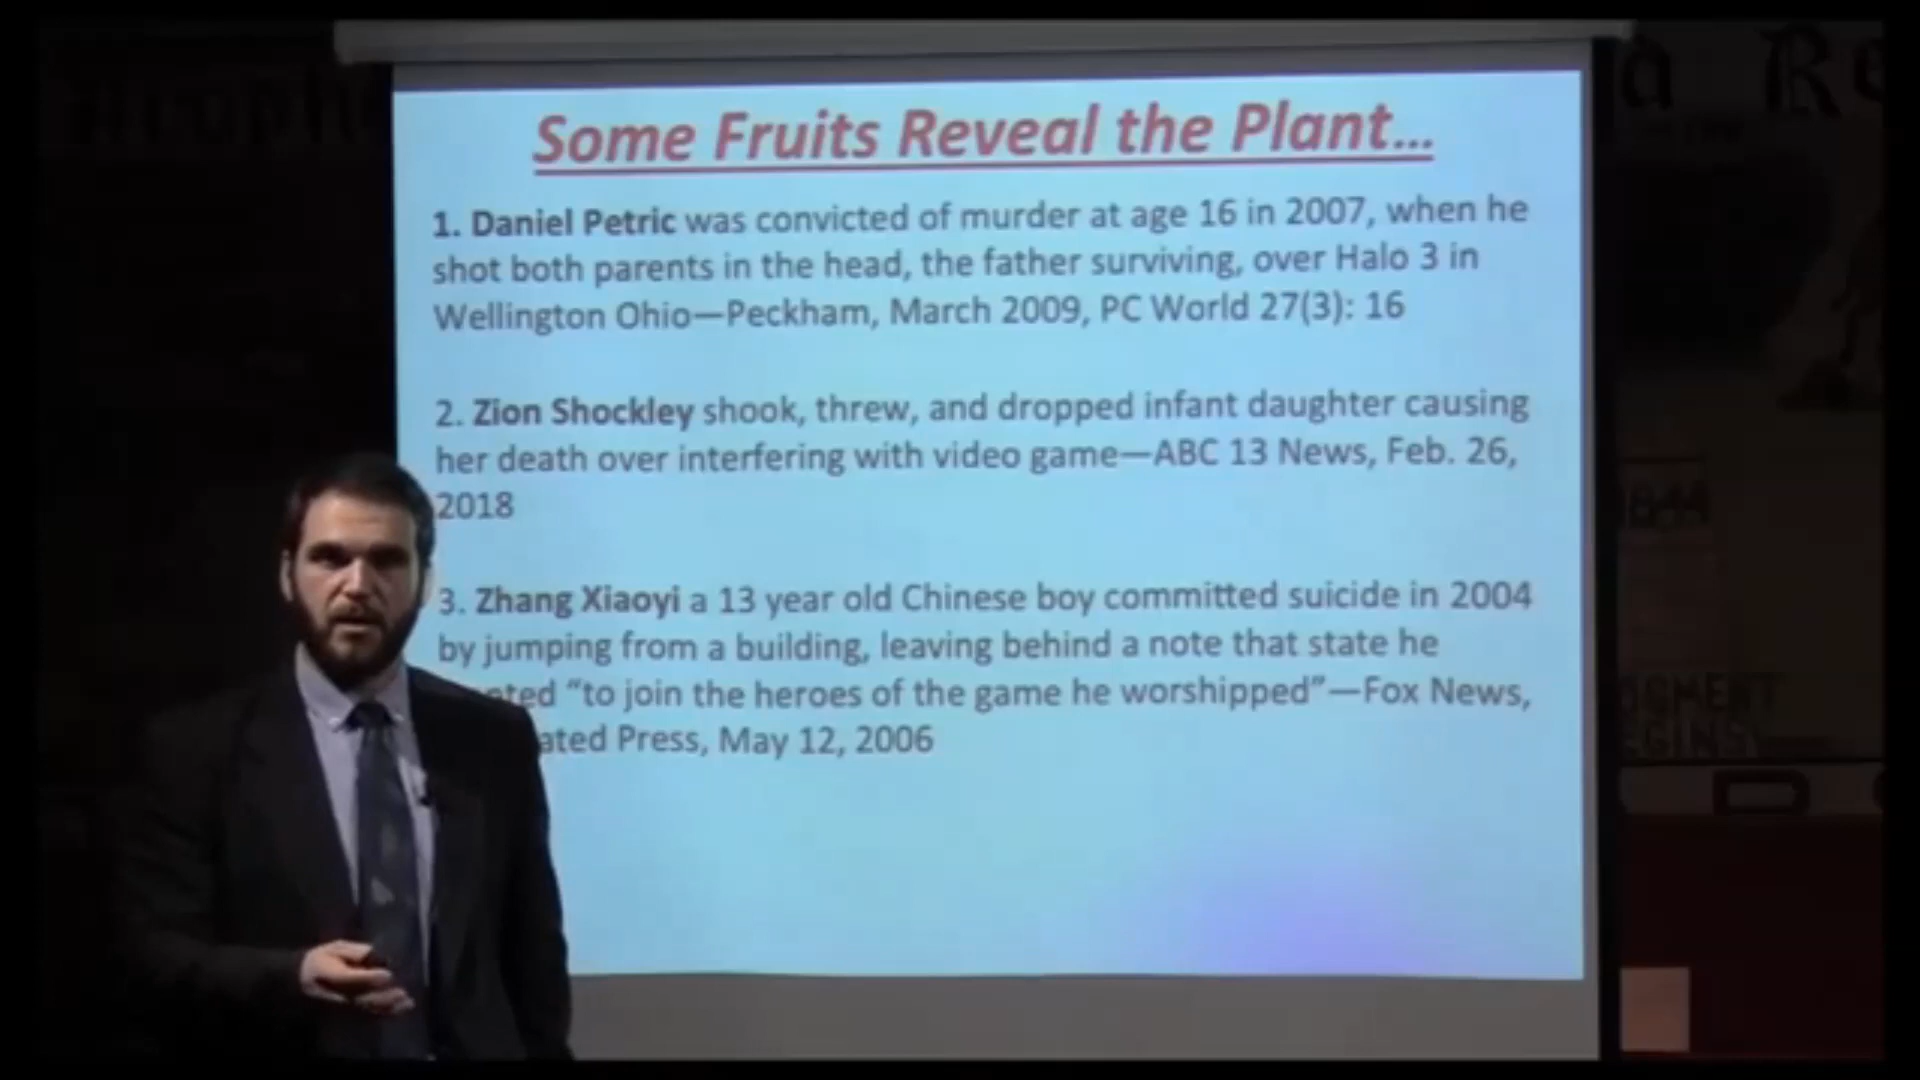 Some Fruits Reveal the Plant...
1. Daniel Petric was convicted of murder at age 16 in 2007, when he
shot both parents in the head, the father surviving, over Halo 3 in
Wellington Ohio—Peckham, March 2009, PC World 27(3): 16
2. Zion Shockley shook, threw, and dropped infant daughter causing
her death over interfering with video game—ABC 13 News, Feb. 26,
2018
3. Zhang Xiaoyi a 13 year old Chinese boy committed suicide in 2004
by jumping from a building, leaving behind a note that state he
“to join the heroes of the game he worshipped”—Fox News,
Press, May 12, 2006
1844